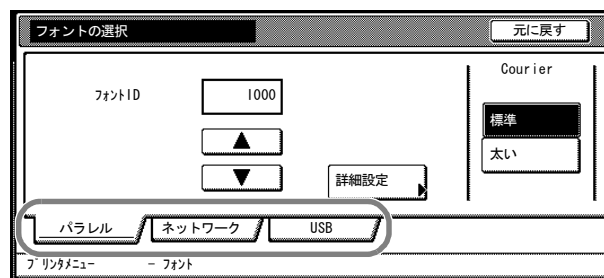 フォントの選択
元に戻す
ﾌｫﾝﾄID
I000
詳細設定
Courier
標準
太い
パラレル
ネットワーク
USB
ﾌﾟﾘﾝﾀﾒﾆｭｰ - ﾌｫﾝﾄ